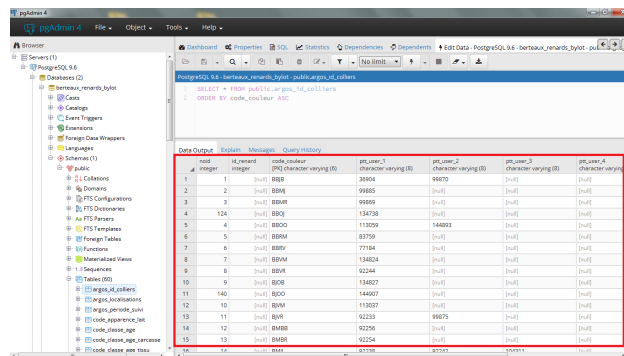 pgAdmin 4
pgAdmin 4 File Object Tools Help
Browser
Servers (1)
PostgreSQL 9.6
Databases (2)
berteaux_renards_bylot
Casts
Catalogs
Event Triggers
Extensions
Foreign Data Wrappers
Languages
Schemas (1)
public
Collations
Domains
FTS Configurations
FTS Dictionaries
Aa FTS Parsers
FTS Templates
Foreign Tables
Functions
Materialized Views
1..3 Sequences
Tables (60)
argos_id_colliers
argos_localisations
argos_periode_suivi
code_apparence_lait
code_classe_age
code_classe_age_carcasse
code_classe_age_tissu
Dashboard Properties SQL Statistics Dependencies Dependents Edit Data - PostgreSQL 9.6 - berteaux_renards_bylot - pu
No limit
PostgreSQL 9.6 - berteaux_renards_bylot - public.argos_id_colliers
1 SELECT * FROM public.argos_id_colliers
2 ORDER BY code_couleur ASC
Data Output Explain Messages Query History
noid integer id_renard integer code_couleur [PK] character varying (6) ptt_user_1 character varying (8) ptt_user_2 character varying (8) ptt_user_3 character varying (8) ptt_user_4 character varying
1 1 [null] BBJB 36904 99870 [null] [null]
2 2 [null] BBMJ 99885 [null] [null] [null]
3 3 [null] BBMR 99869 [null] [null] [null]
4 124 [null] BBOJ 134738 [null] [null] [null]
5 4 [null] BBOO 113059 144893 [null] [null]
6 5 [null] BBRM 83759 [null] [null] [null]
7 6 [null] BBRV 77184 [null] [null] [null]
8 7 [null] BBVM 134824 [null] [null] [null]
9 8 [null] BBVR 92244 [null] [null] [null]
10 9 [null] BJOB 134827 [null] [null] [null]
11 140 [null] BJOO 144907 [null] [null] [null]
12 10 [null] BJVM 113037 [null] [null] [null]
13 11 [null] BJVR 92233 99875 [null] [null]
14 12 [null] BMBB 92256 [null] [null] [null]
15 13 [null] BMBR 92254 [null] [null] [null]
16 14 [null]